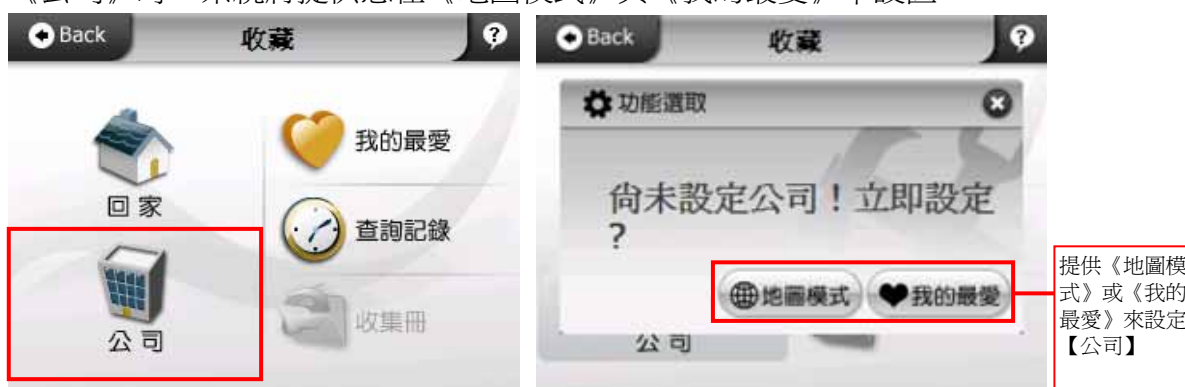 Back 收藏 ?
回家
我的最愛
查詢記錄
公司
收集冊
Back 收藏 ?
功能選取
尚未設定公司！立即設定
?
地圖模式 我的最愛
公司
提供《地圖模
式》或《我的
最愛》來設定
【公司】